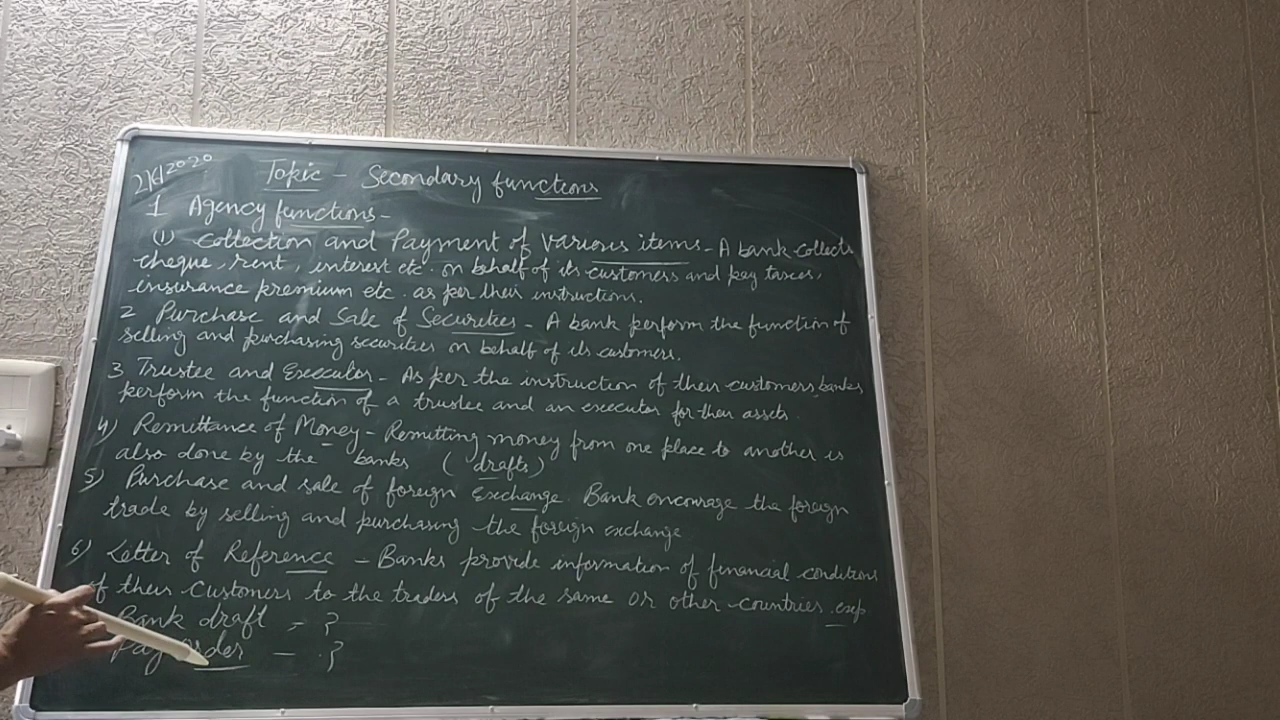 2/6/2020 Topic - Secondary functions
1 Agency functions -
(1) Collection and Payment of various items - A bank collects
cheque, rent, interest etc. on behalf of its customers and pay taxes,
insurance premium etc. as per their instructions.
2 Purchase and Sale of Securities - A bank perform the function of
selling and purchasing securities on behalf of its customers.
3 Trustee and Executor - As per the instruction of their customers, banks
perform the function of a trustee and an executor for their assets.
4) Remittance of Money - Remitting money from one place to another is
also done by the banks (drafts)
5) Purchase and sale of foreign Exchange. Bank encourage the foreign
trade by selling and purchasing the foreign exchange
6) Letter of Reference - Banks provide information of financial conditions
of their Customers to the traders of the same or other countries.
Bank draft - ?
Pay order - ?